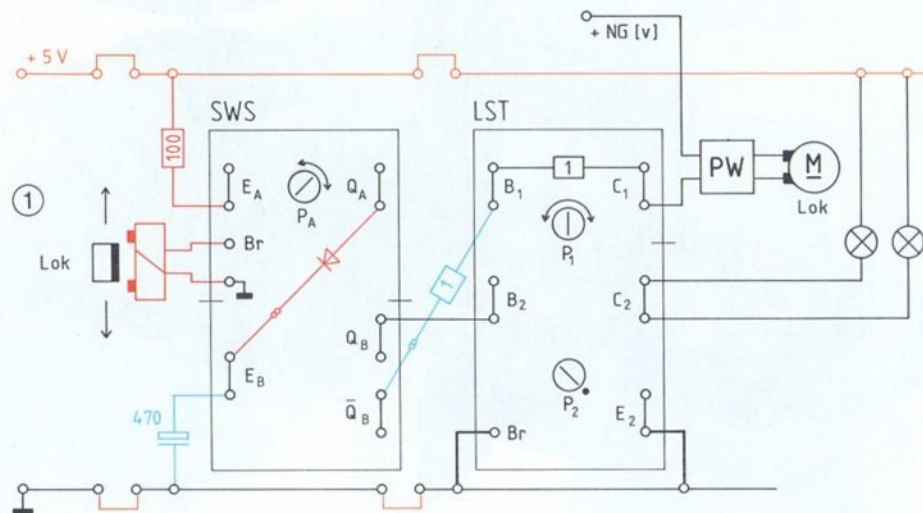 + NG [v]
+ 5 V
SWS
LST
100
E_A
P_A
Q_A
B_1
1
C_1
PW
M
Lok
1
Br
Lok
P_1
1
B_2
C_2
Q_B
E_B
P_2
Q̅_B
E_2
470
Br